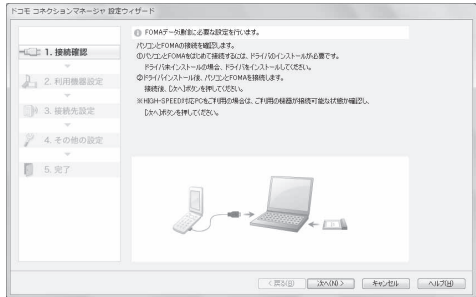 ドコモ コネクションマネージャ 設定ウィザード
FOMAデータ通信に必要な設定を行います。
1. 接続確認
2. 利用機器設定
3. 接続先設定
4. その他の設定
5. 完了
パソコンとFOMAの接続を確認します。
①パソコンとFOMAをはじめて接続するには、ドライバのインストールが必要です。
ドライバ未インストールの場合、ドライバをインストールしてください。
②ドライバインストール後、パソコンとFOMAを接続します。
接続後、[次へ]ボタンを押してください。
※HIGH-SPEED対応PCをご利用の場合は、ご利用の機器が接続可能な状態か確認し、
[次へ]ボタンを押してください。
< 戻る(B)
次へ(N) >
キャンセル
ヘルプ(H)